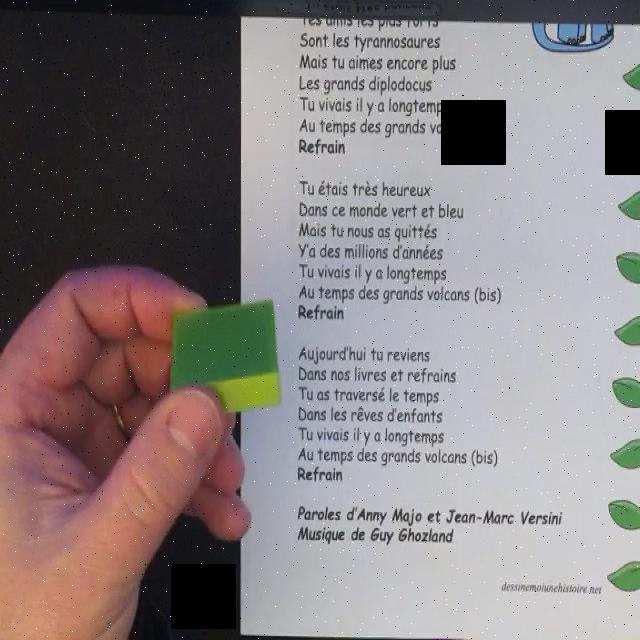 Tes amis les plus forts
Sont les tyrannosaures
Mais tu aimes encore plus
Les grands diplodocus
Tu vivais il y a longtemp
Au temps des grands vo
Refrain
Tu étais très heureux
Dans ce monde vert et bleu
Mais tu nous as quittés
Y'a des millions d'années
Tu vivais il y a longtemps
Au temps des grands volcans (bis)
Refrain
Aujourd'hui tu reviens
Dans nos livres et refrains
Tu as traversé le temps
Dans les rêves d'enfants
Tu vivais il y a longtemps
Au temps des grands volcans (bis)
Refrain
Paroles d'Anny Majo et Jean-Marc Versini
Musique de Guy Ghozland
dessinemoiunehistoire.net